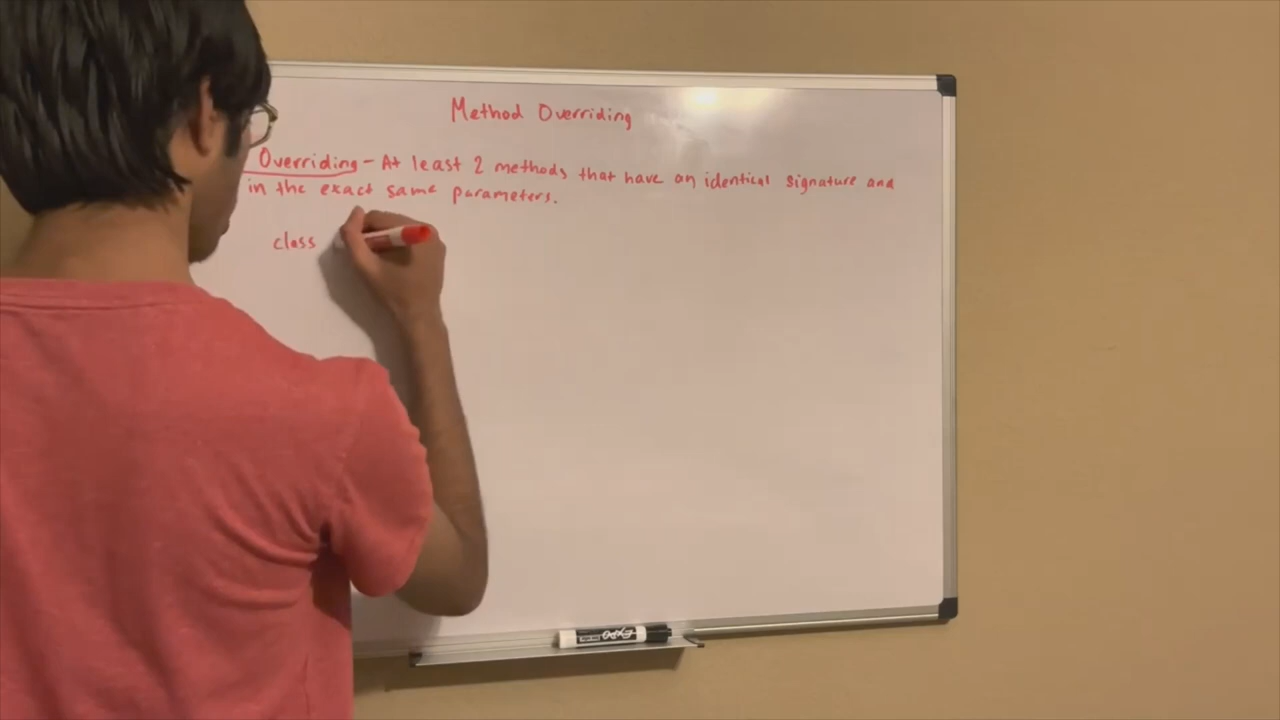 Method Overriding
Overriding - At least 2 methods that have an identical signature and
in the exact same parameters.
class
EXPO